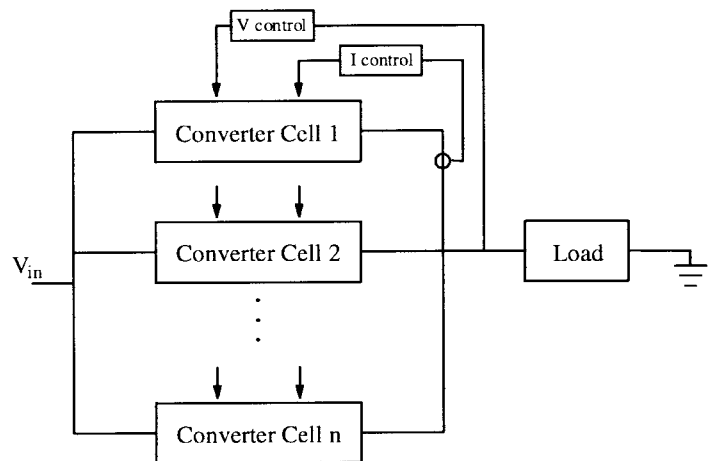 V control
I control
Converter Cell 1
Converter Cell 2
V_in
Load
Converter Cell n